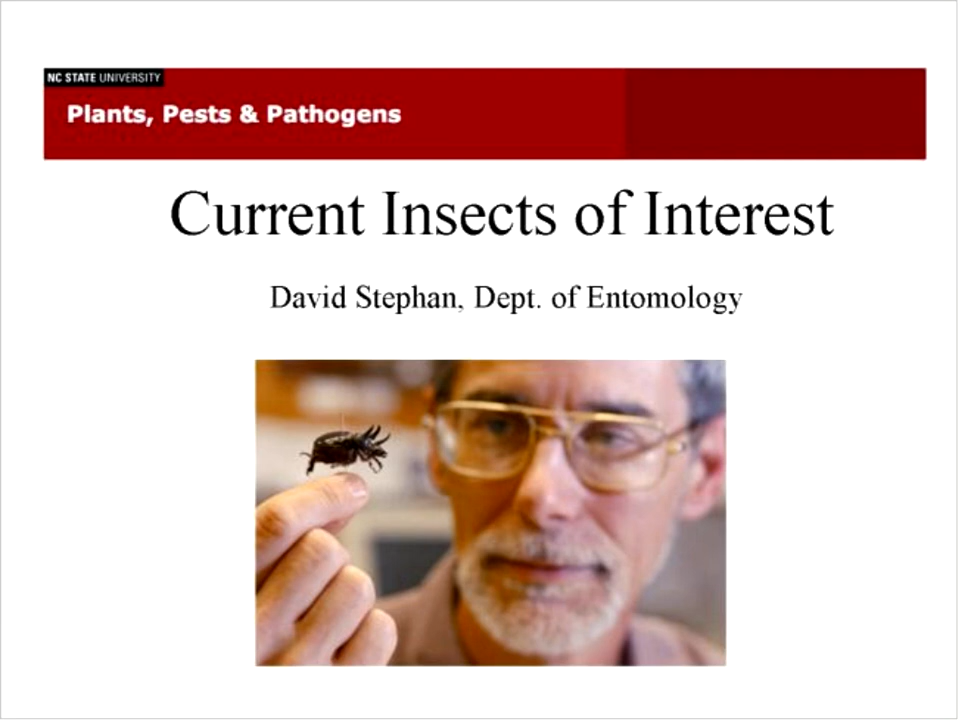 NC STATE UNIVERSITY
Plants, Pests & Pathogens
Current Insects of Interest
David Stephan, Dept. of Entomology